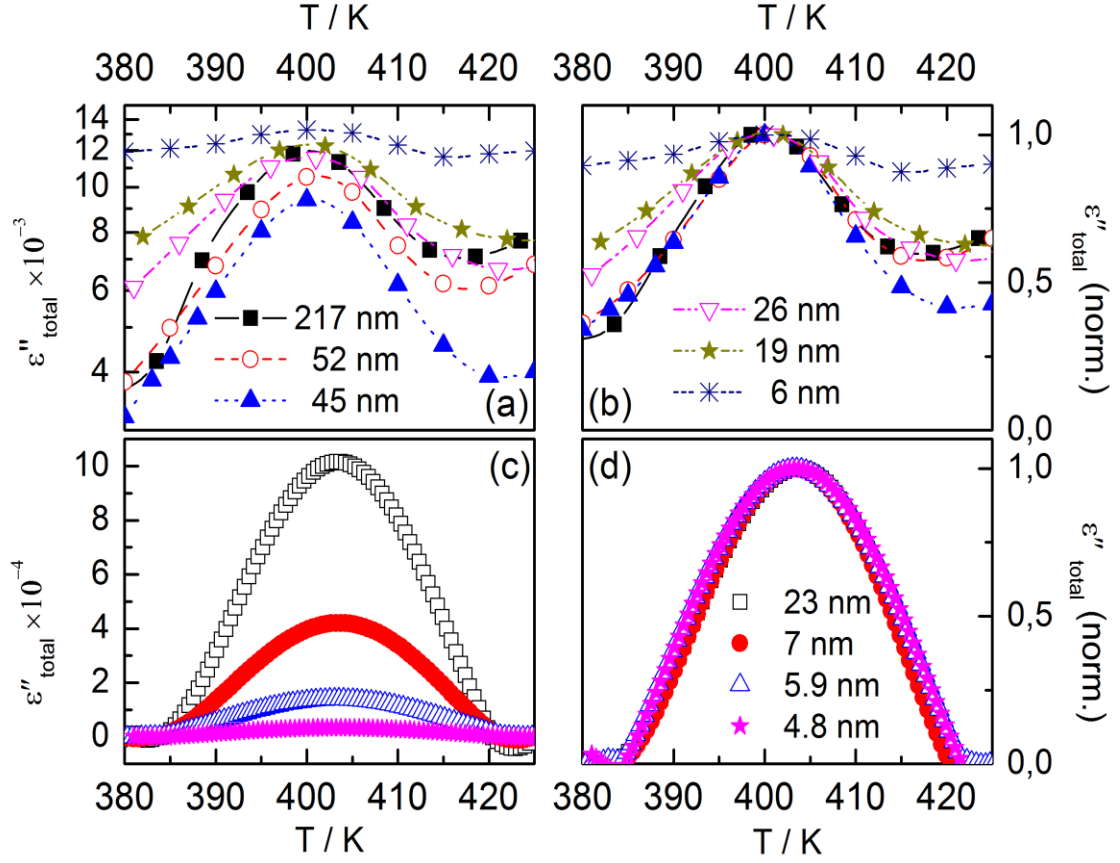 T / K T / K
380 390 400 410 420 380 390 400 410 420
14
12
10
8
6
4
ε''total ×10⁻³
217 nm
52 nm
45 nm
(a)
1,0
0,5
0,0
ε''total (norm.)
26 nm
19 nm
6 nm
(b)
10
8
6
4
2
0
ε''total ×10⁻⁴
(c)
(d)
1,0
0,5
0,0
ε''total (norm.)
23 nm
7 nm
5.9 nm
4.8 nm
380 390 400 410 420 380 390 400 410 420
T / K T / K